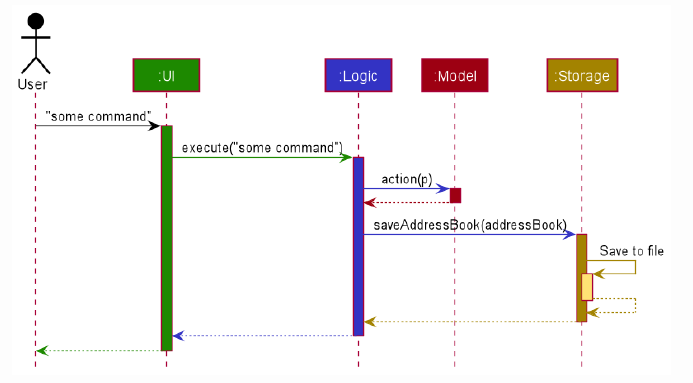 User
:UI
:Logic
:Model
:Storage
"some command"
execute("some command")
action(p)
saveAddressBook(addressBook)
Save to file